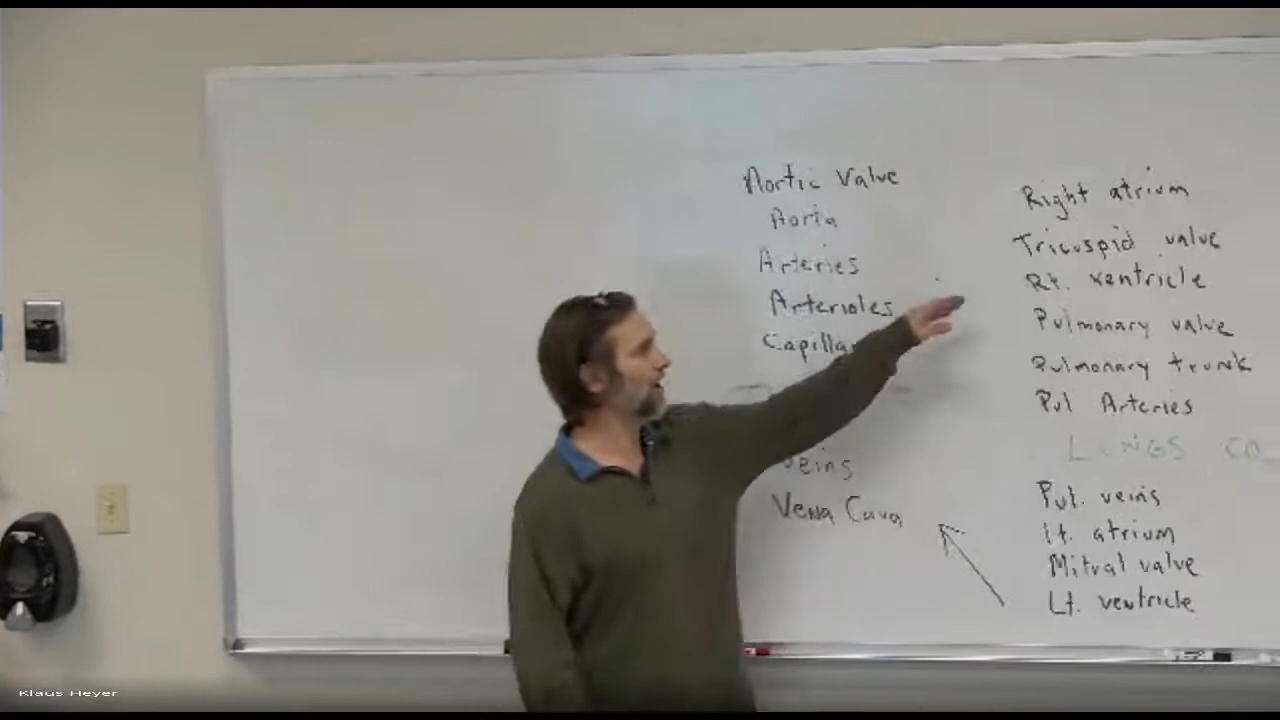 Aortic Valve
Aorta
Arteries
Arterioles
Capilla
Veins
Vena Cava
Right atrium
Tricuspid valve
Rt. ventricle
Pulmonary valve
Pulmonary trunk
Pul Arteries
LUNGS CO
Pul. veins
Lt. atrium
Mitral valve
Lt. ventricle
Klaus Heyer